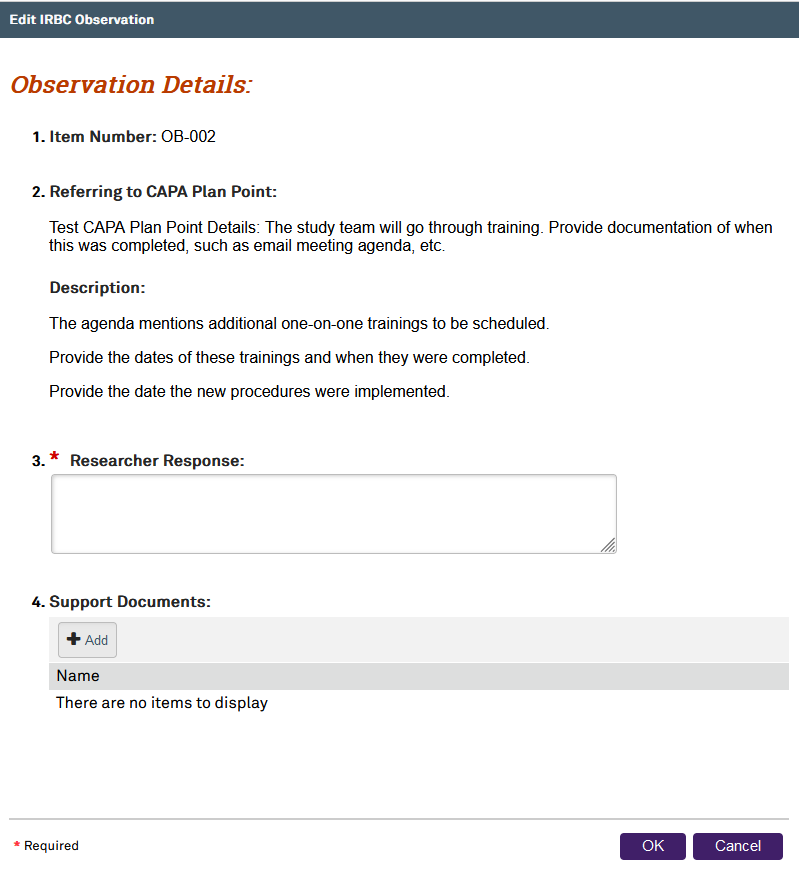 Edit IRBC Observation
Observation Details:
1. Item Number: OB-002
2. Referring to CAPA Plan Point:
Test CAPA Plan Point Details: The study team will go through training. Provide documentation of when
this was completed, such as email meeting agenda, etc.
Description:
The agenda mentions additional one-on-one trainings to be scheduled.
Provide the dates of these trainings and when they were completed.
Provide the date the new procedures were implemented.
3. * Researcher Response:
4. Support Documents:
+ Add
Name
There are no items to display
* Required
OK
Cancel